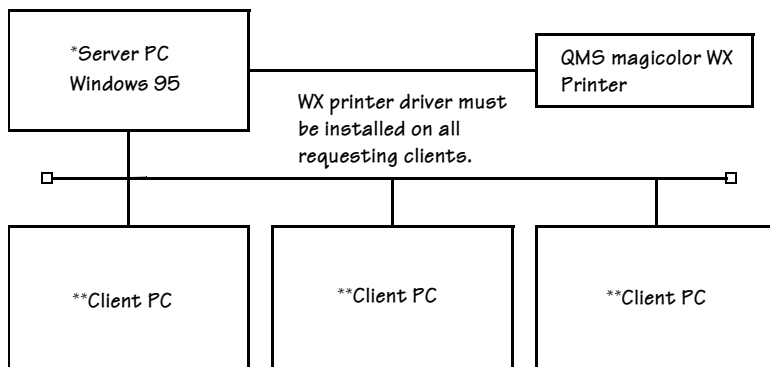 *Server PC
Windows 95
QMS magicolor WX
Printer
WX printer driver must
be installed on all
requesting clients.
**Client PC
**Client PC
**Client PC